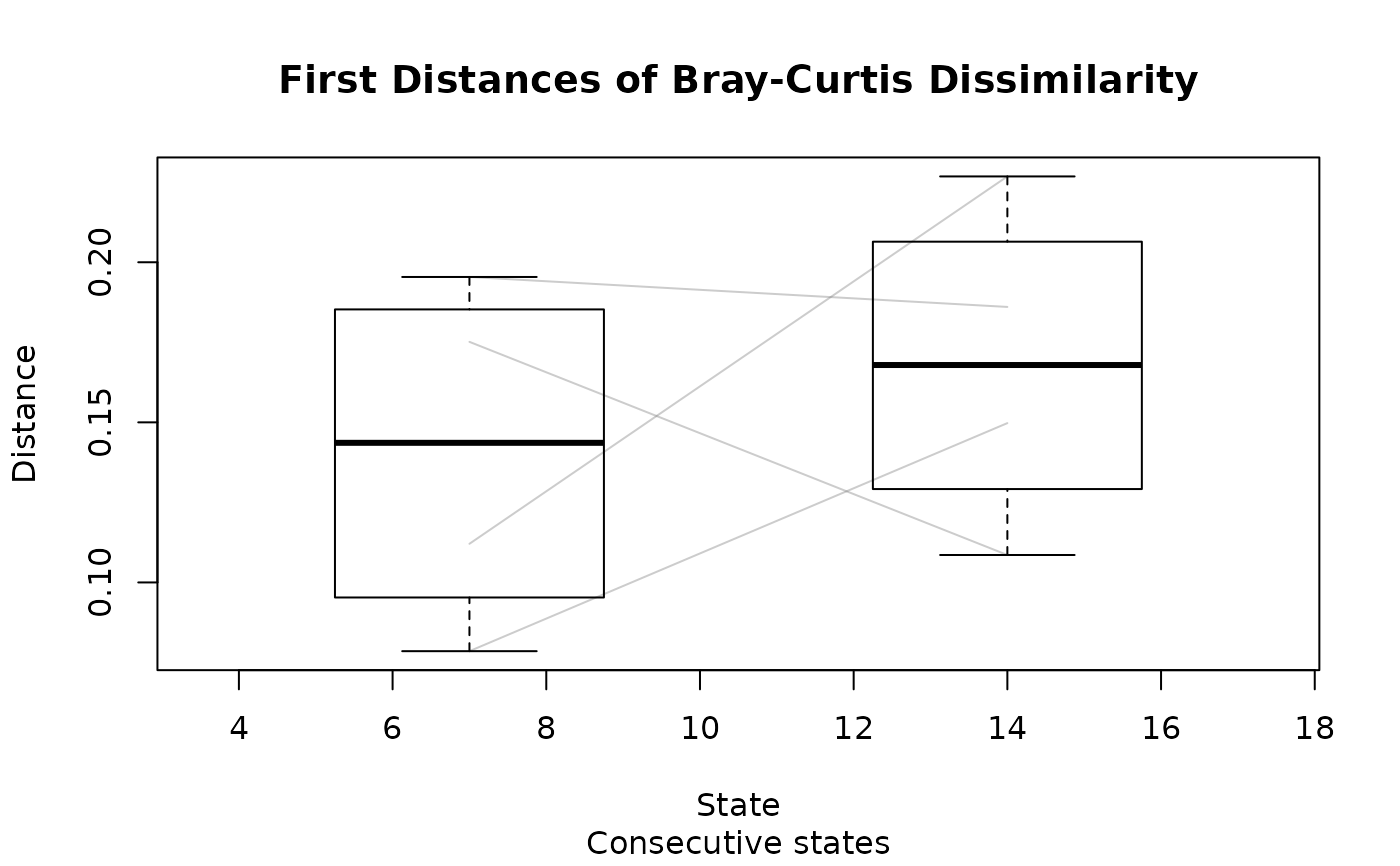 First Distances of Bray-Curtis Dissimilarity
Distance
0.20
0.15
0.10
4 6 8 10 12 14 16 18
State
Consecutive states